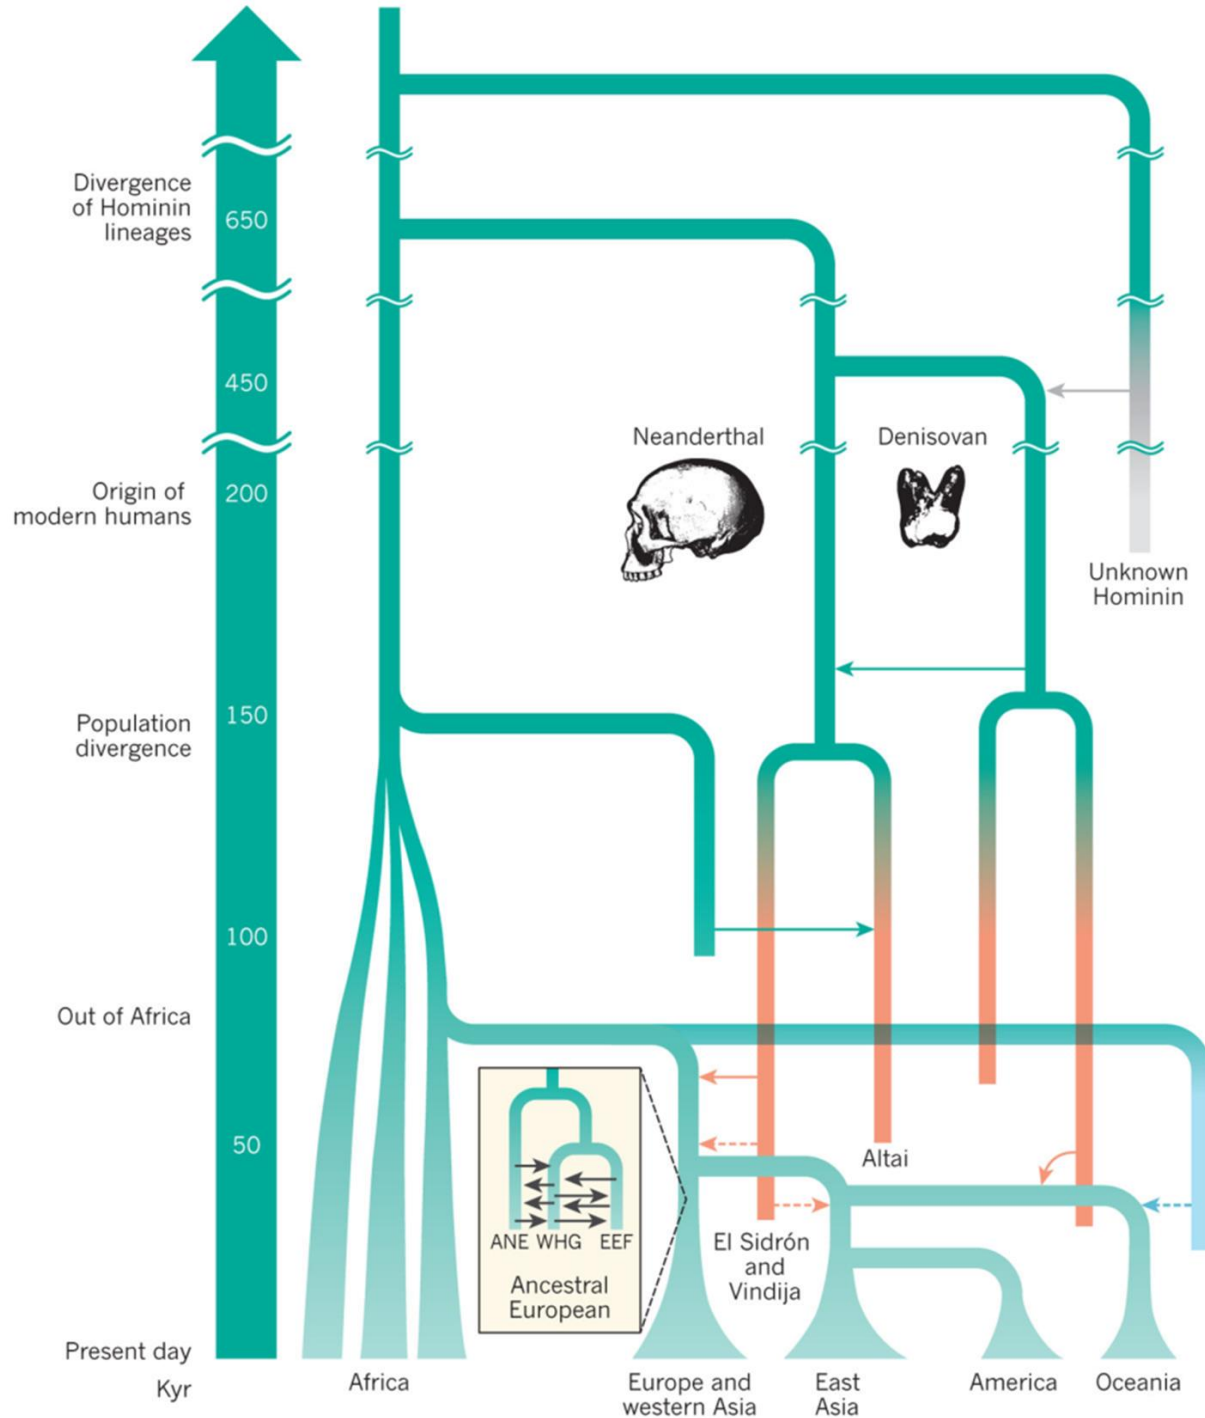 Divergence
of Hominin
lineages
650
450
Neanderthal
Denisovan
Origin of
modern humans
200
Unknown
Hominin
Population
divergence
150
100
Out of Africa
50
Altai
ANE WHG EEF
Ancestral
European
El Sidrón
and
Vindija
Present day
Kyr
Africa
Europe and
western Asia
East
Asia
America
Oceania